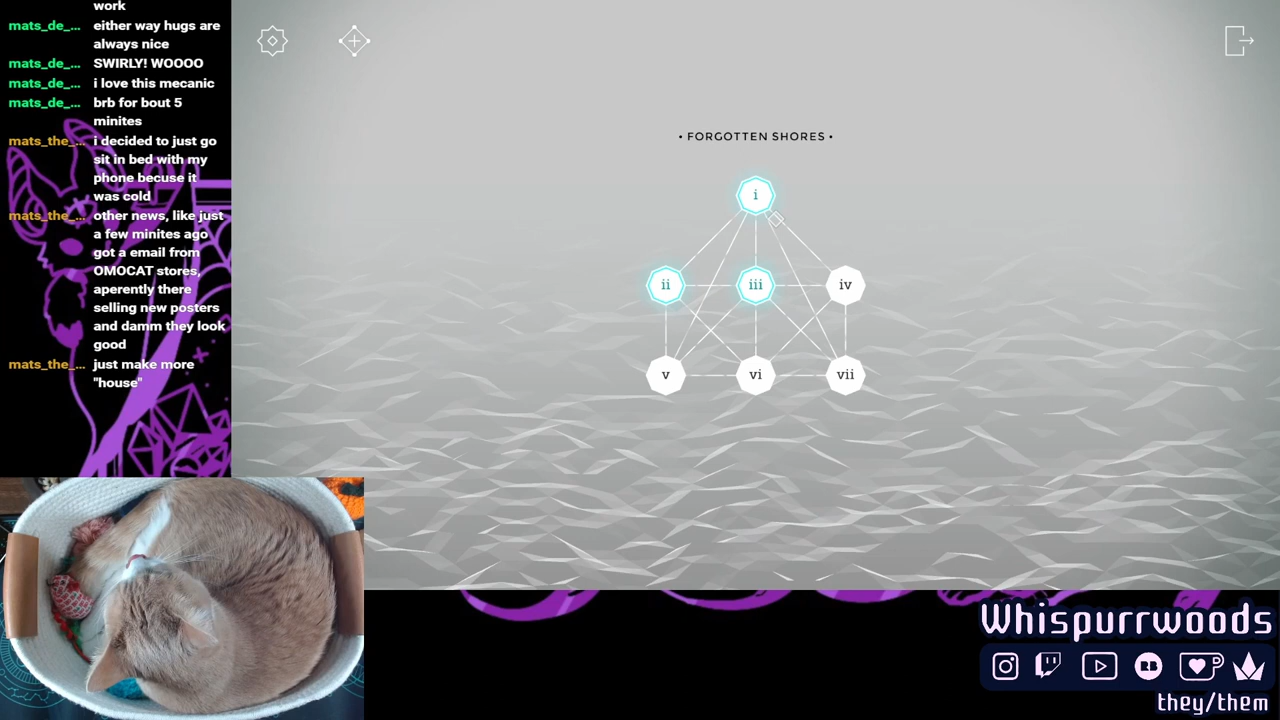 work
mats_de_... either way hugs are
always nice
mats_de_... SWIRLY! WOOOO
mats_de_... i love this mecanic
mats_de_... brb for bout 5
minites
mats_the_... i decided to just go
sit in bed with my
phone becuse it
was cold
mats_the_... other news, like just
a few minites ago
got a email from
OMOCAT stores,
aperently there
selling new posters
and damm they look
good
mats_the_... just make more
"house"
• FORGOTTEN SHORES •
i
ii
iii
iv
v
vi
vii
Whispurrwoods
they/them